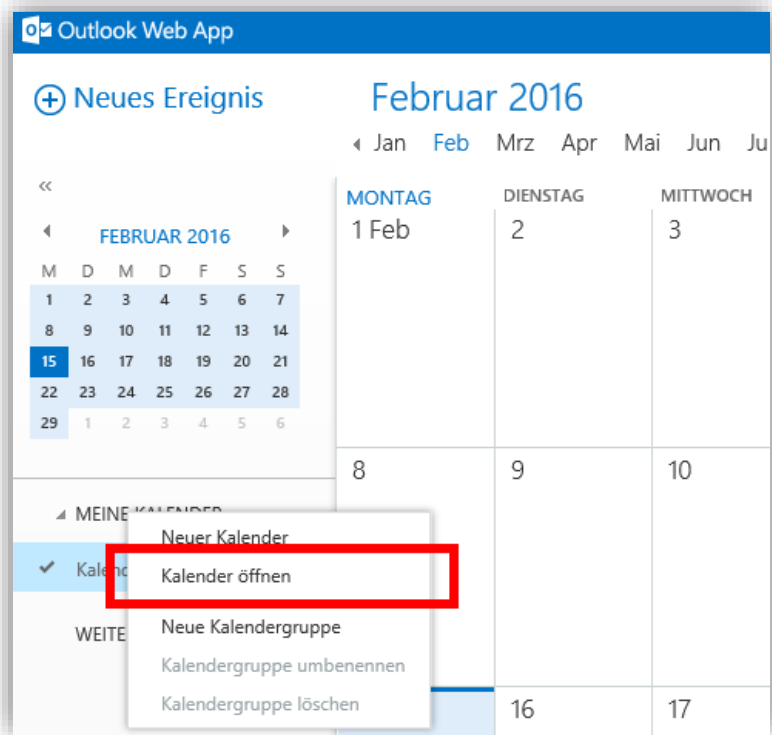 Outlook Web App
Neues Ereignis
Februar 2016
Jan Feb Mrz Apr Mai Jun
«
FEBRUAR 2016
M D M D F S S
1 2 3 4 5 6 7
8 9 10 11 12 13 14
15 16 17 18 19 20 21
22 23 24 25 26 27 28
29 1 2 3 4 5 6
MONTAG DIENSTAG MITTWOCH
1 Feb 2 3
8 9 10
16 17
MEINE KALENDER
Neuer Kalender
Kalender öffnen
Neue Kalendergruppe
Kalendergruppe umbenennen
Kalendergruppe löschen